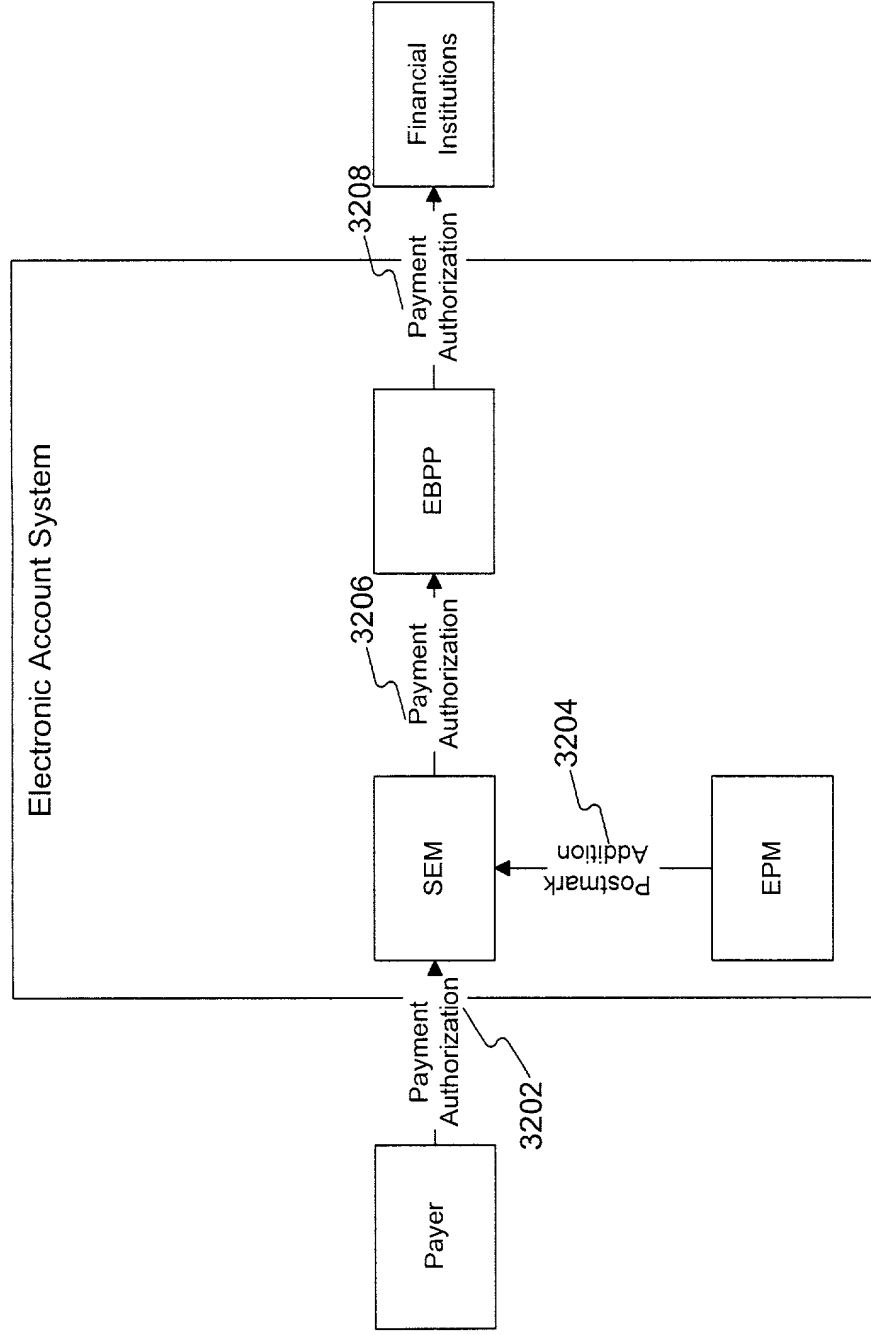 Electronic Account System
Payer
Payment
Authorization
3202
SEM
Postmark
Addition
3204
EPM
Payment
Authorization
3206
EBPP
Payment
Authorization
3208
Financial
Institutions